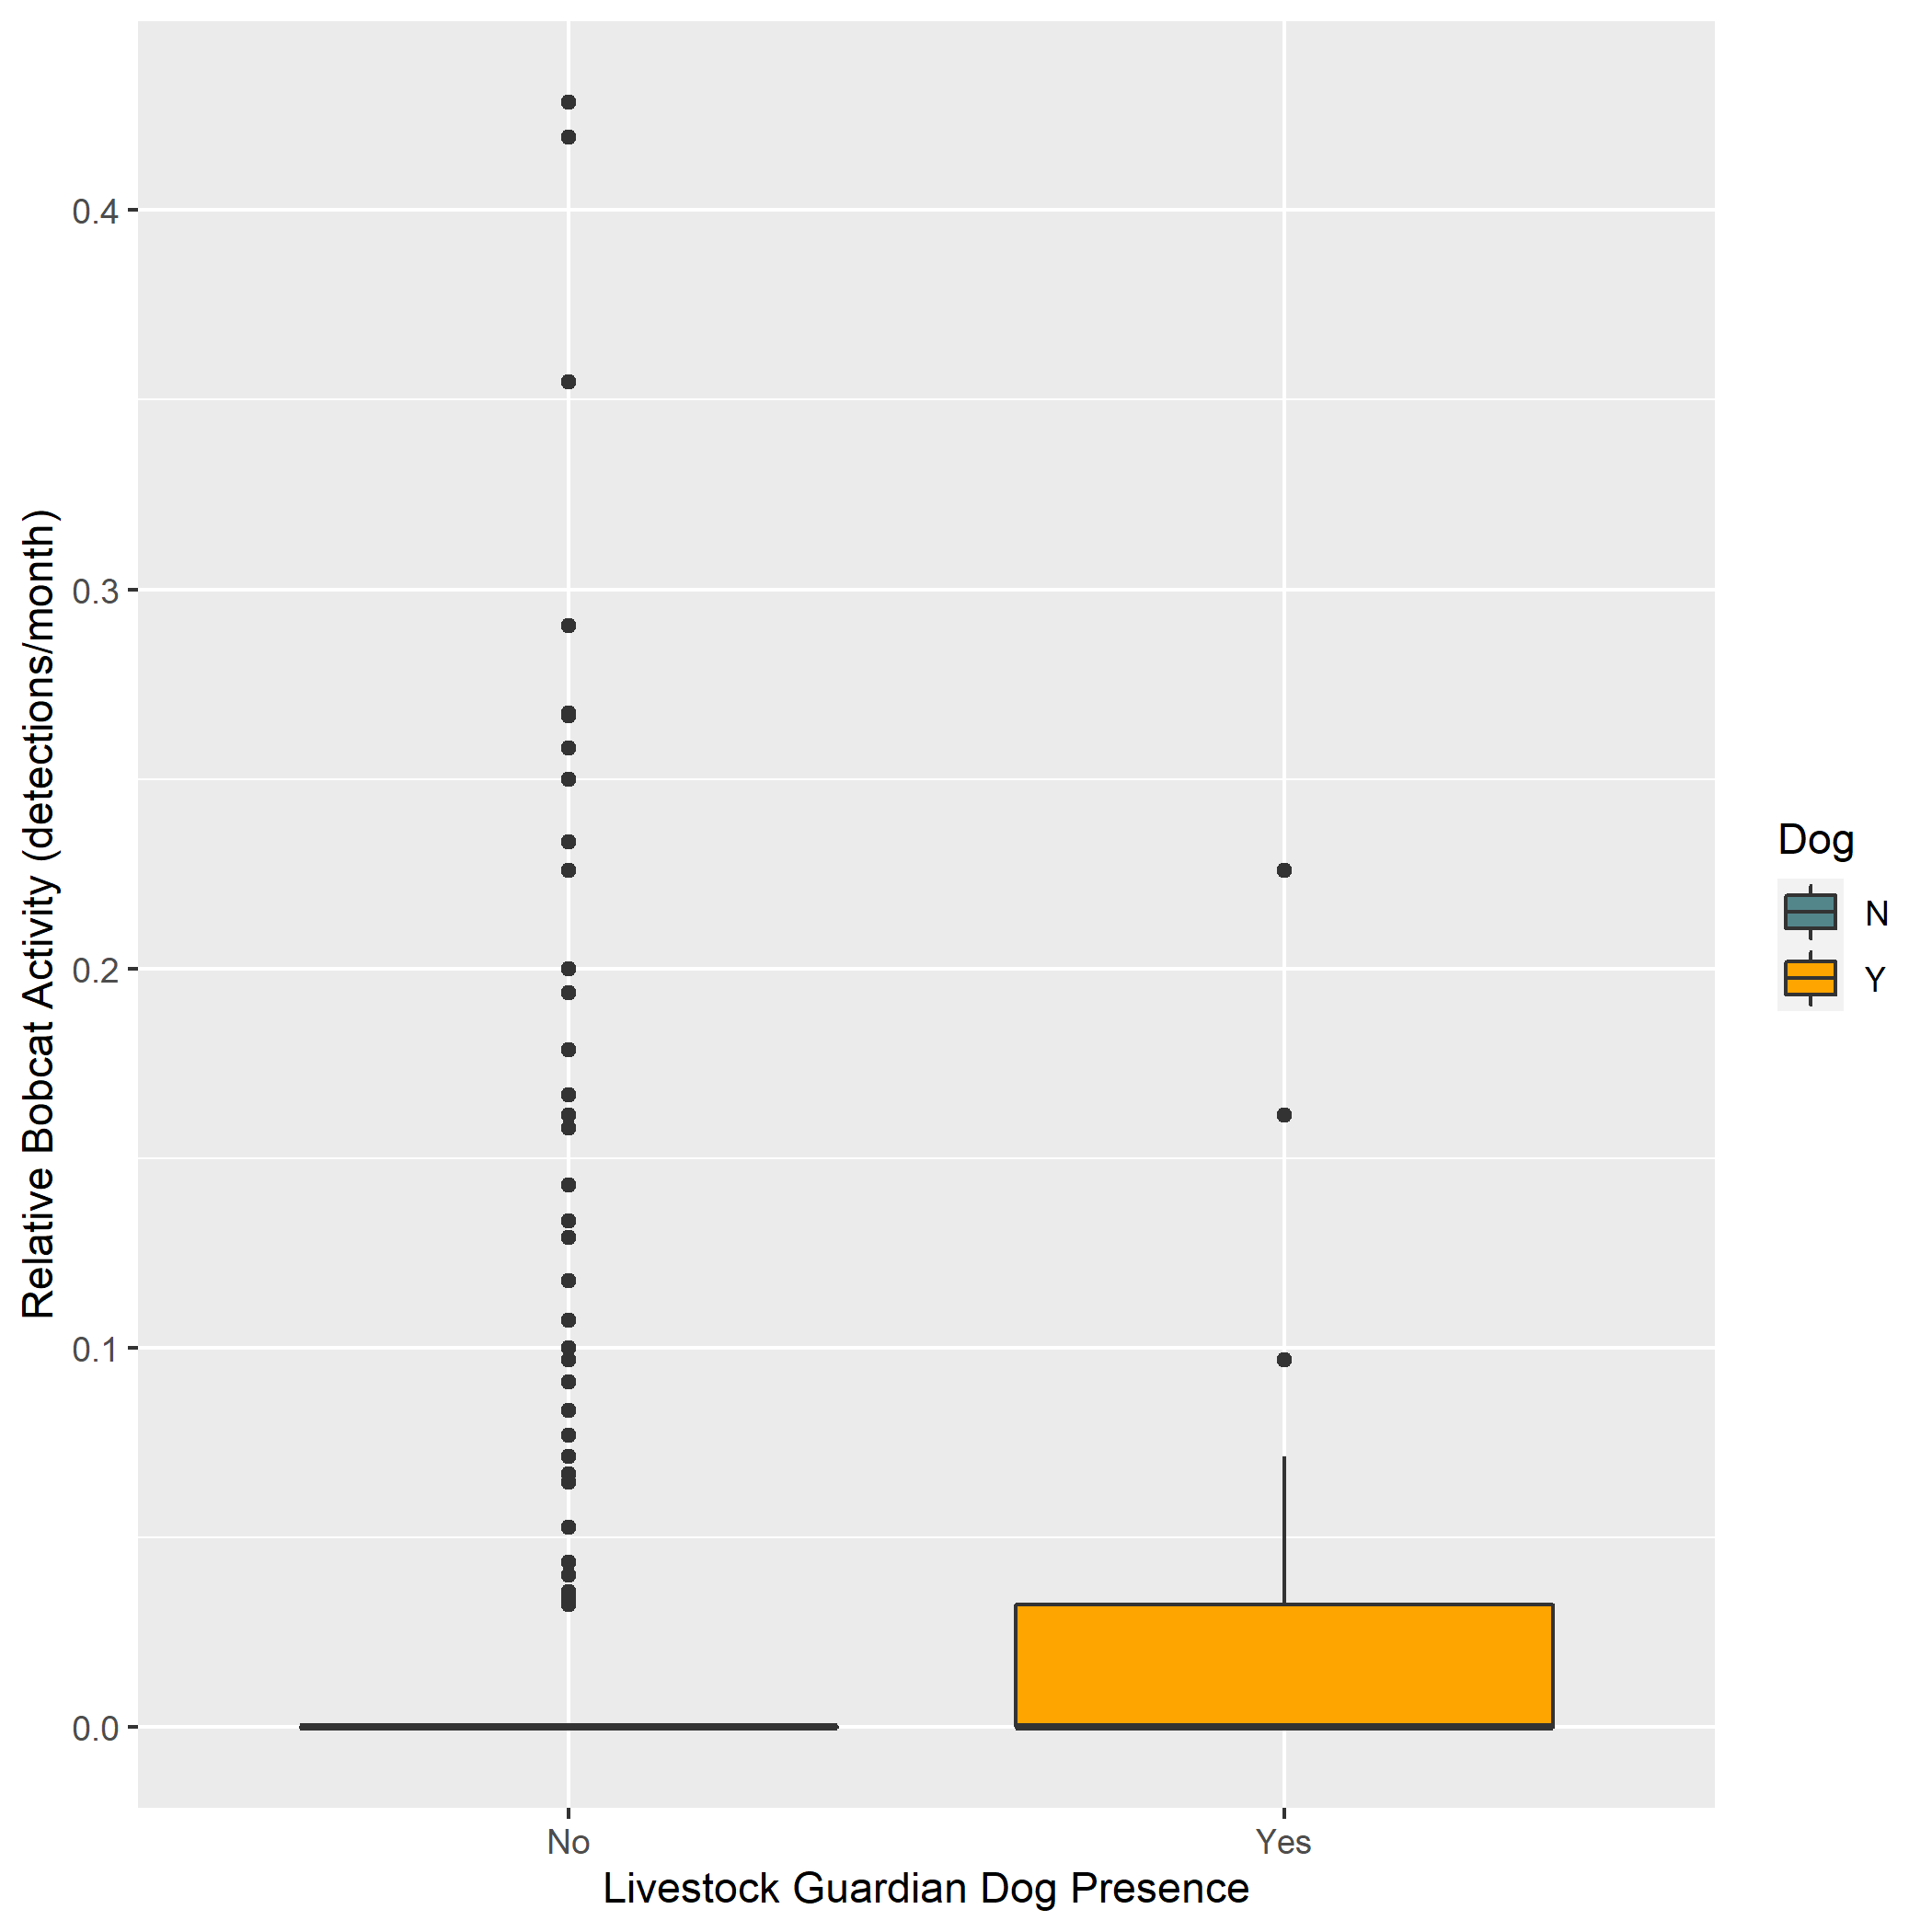 Relative Bobcat Activity (detections/month)
0.4
0.3
0.2
0.1
0.0
No
Yes
Livestock Guardian Dog Presence
Dog
N
Y